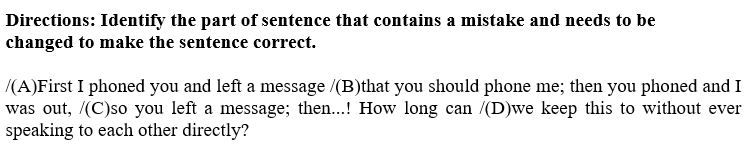 Directions: Identify the part of sentence that contains a mistake and needs to be
changed to make the sentence correct.
/(A)First I phoned you and left a message /(B)that you should phone me; then you phoned and I
was out, /(C)so you left a message; then...! How long can /(D)we keep this to without ever
speaking to each other directly?